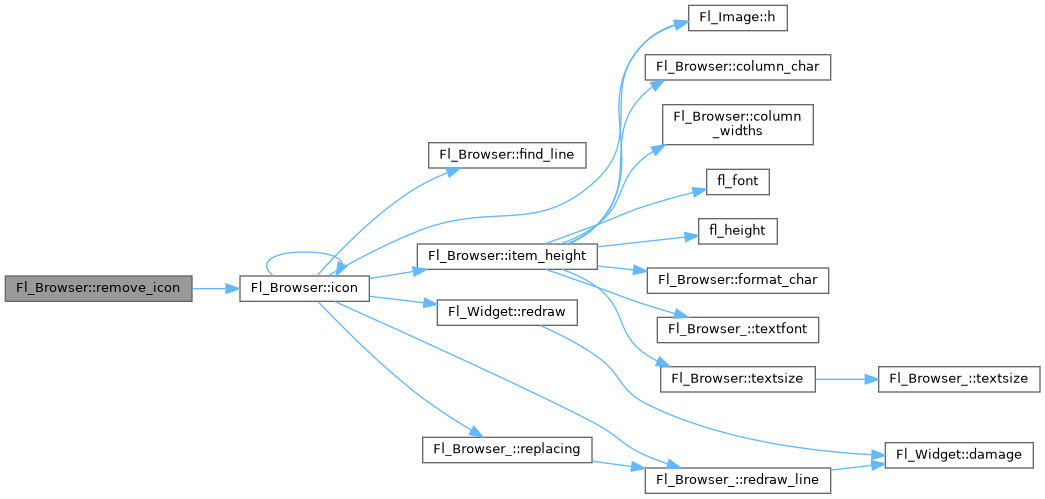 Fl_Browser::remove_icon
Fl_Browser::icon
Fl_Browser::find_line
Fl_Browser::item_height
Fl_Widget::redraw
Fl_Browser_::replacing
Fl_Image::h
Fl_Browser::column_char
Fl_Browser::column
_widths
fl_font
fl_height
Fl_Browser::format_char
Fl_Browser_::textfont
Fl_Browser::textsize
Fl_Browser_::redraw_line
Fl_Browser_::textsize
Fl_Widget::damage